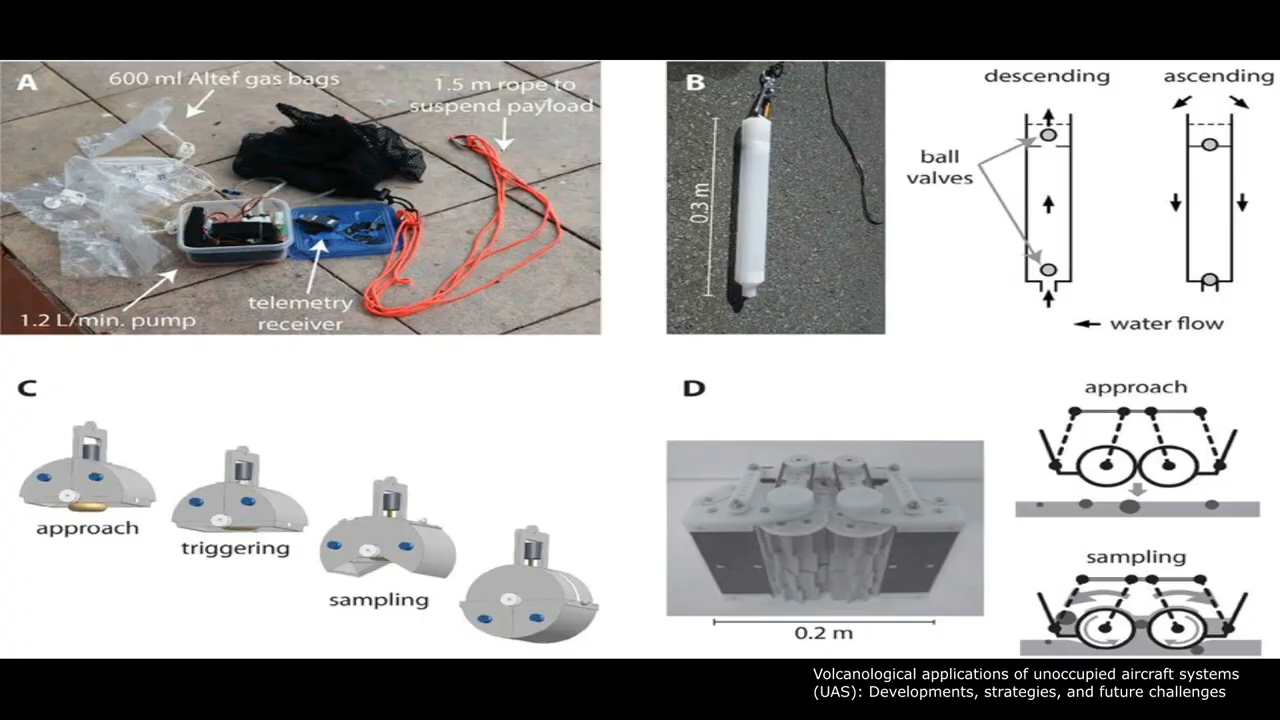 A
600 ml Altef gas bags
1.5 m rope to
suspend payload
telemetry
receiver
1.2 L/min. pump
B
0.3 m
descending
ascending
ball
valves
water flow
C
approach
triggering
sampling
D
0.2 m
approach
sampling
Volcanological applications of unoccupied aircraft systems
(UAS): Developments, strategies, and future challenges